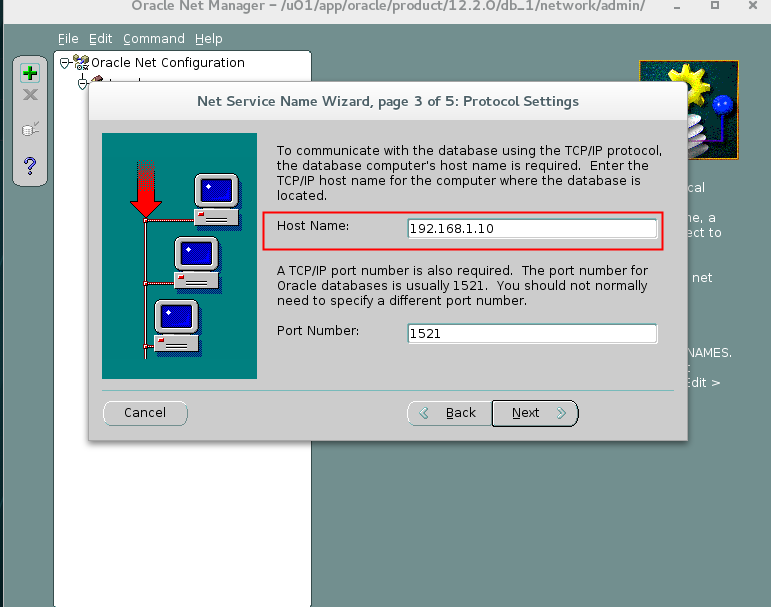 Oracle Net Manager - /u01/app/oracle/product/12.2.0/db_1/network/admin/
File Edit Command Help
Oracle Net Configuration
Net Service Name Wizard, page 3 of 5: Protocol Settings
To communicate with the database using the TCP/IP protocol,
the database computer's host name is required. Enter the
TCP/IP host name for the computer where the database is
located.
Host Name: 192.168.1.10
A TCP/IP port number is also required. The port number for
Oracle databases is usually 1521. You should not normally
need to specify a different port number.
Port Number: 1521
Cancel Back Next
cal
ne, a
ect to
net
NAMES.
Edit >